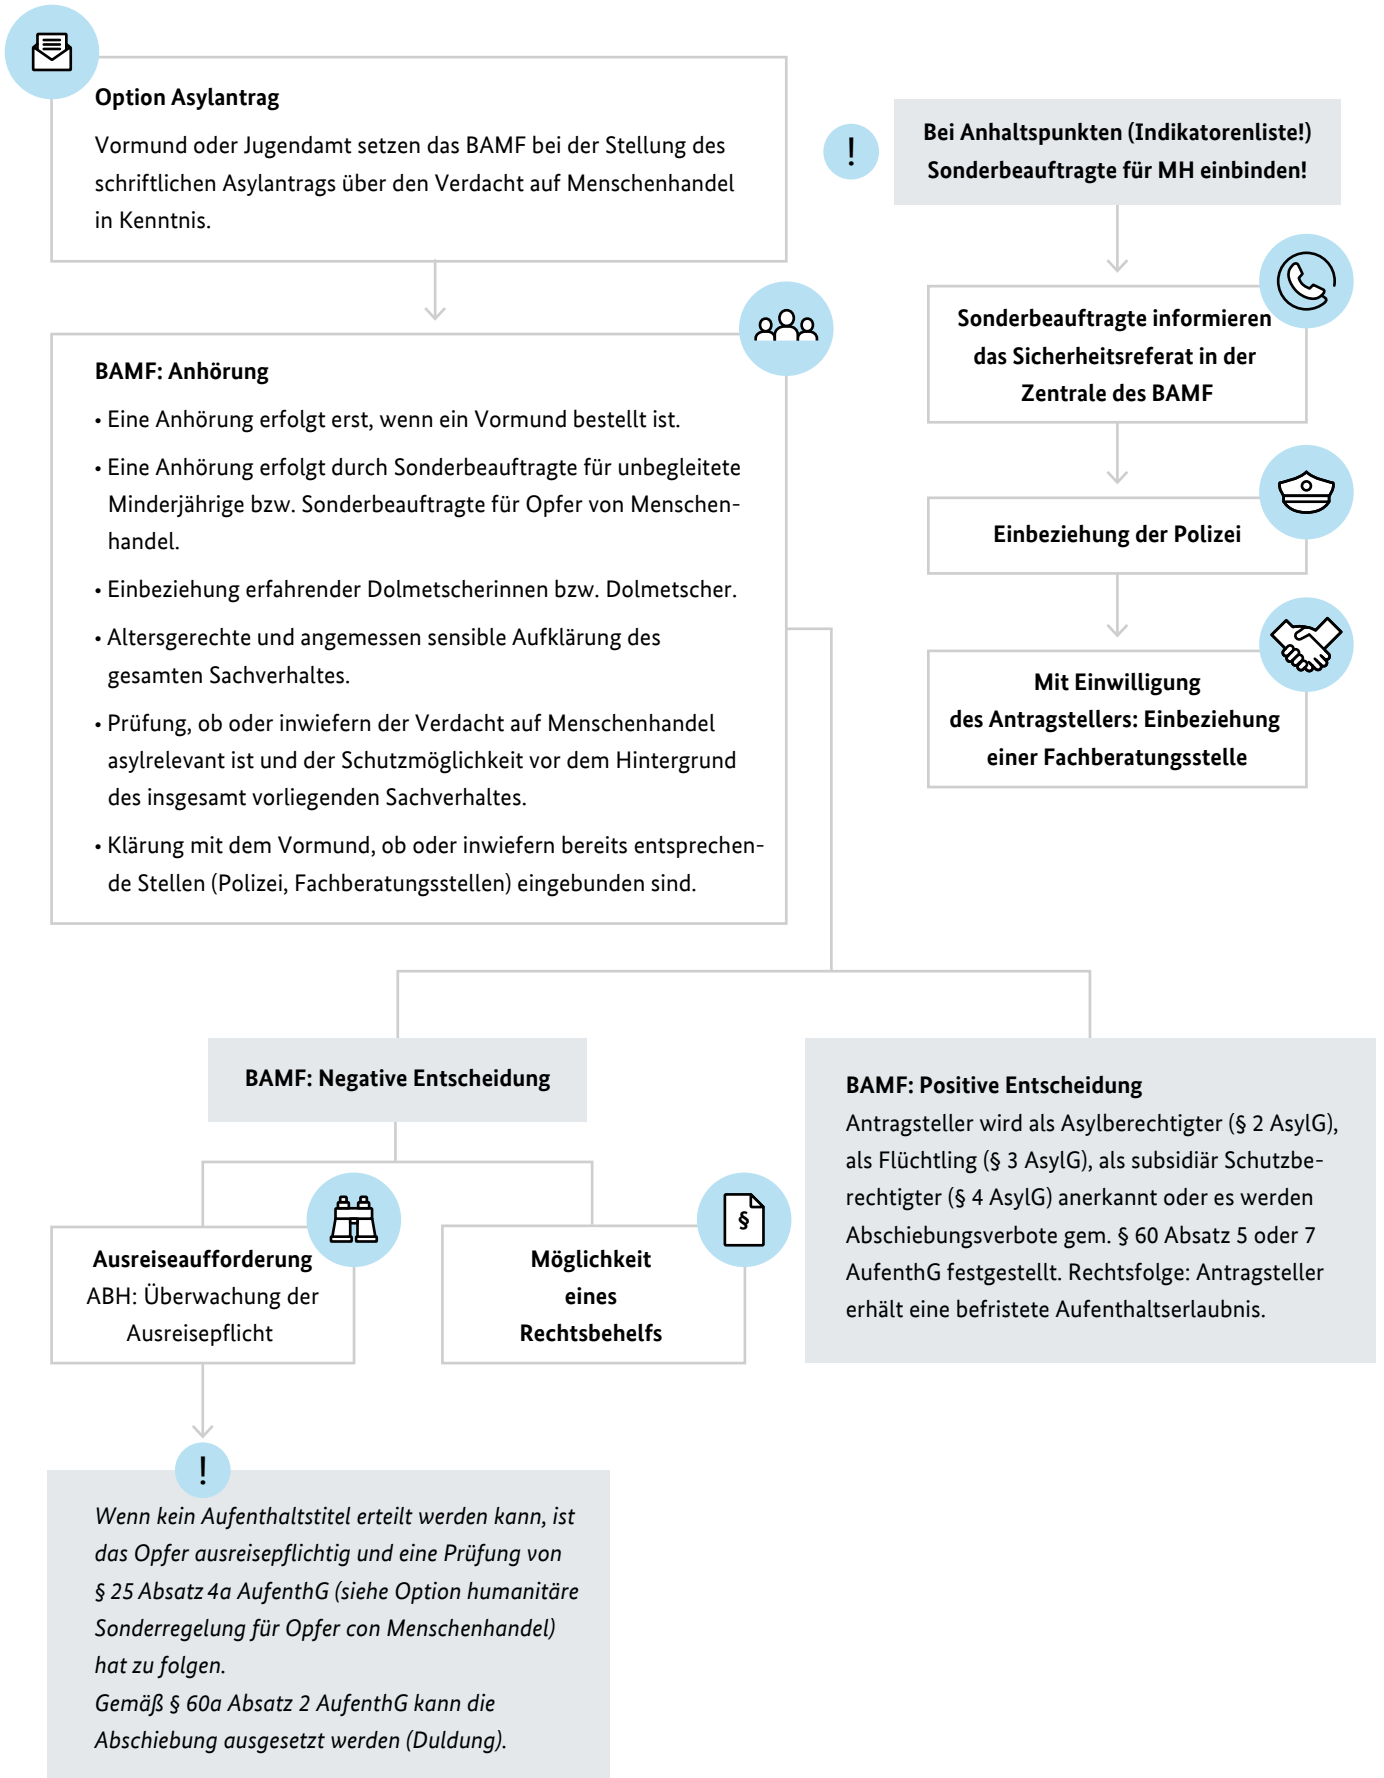 Option Asylantrag
Vormund oder Jugendamt setzen das BAMF bei der Stellung des
schriftlichen Asylantrags über den Verdacht auf Menschenhandel
in Kenntnis.
!
Bei Anhaltspunkten (Indikatorenliste!)
Sonderbeauftragte für MH einbinden!
Sonderbeauftragte informieren
das Sicherheitsreferat in der
Zentrale des BAMF
Einbeziehung der Polizei
Mit Einwilligung
des Antragstellers: Einbeziehung
einer Fachberatungsstelle
BAMF: Anhörung
• Eine Anhörung erfolgt erst, wenn ein Vormund bestellt ist.
• Eine Anhörung erfolgt durch Sonderbeauftragte für unbegleitete
Minderjährige bzw. Sonderbeauftragte für Opfer von Menschen-
handel.
• Einbeziehung erfahrender Dolmetscherinnen bzw. Dolmetscher.
• Altersgerechte und angemessen sensible Aufklärung des
gesamten Sachverhaltes.
• Prüfung, ob oder inwiefern der Verdacht auf Menschenhandel
asylrelevant ist und der Schutzmöglichkeit vor dem Hintergrund
des insgesamt vorliegenden Sachverhaltes.
• Klärung mit dem Vormund, ob oder inwiefern bereits entsprechen-
de Stellen (Polizei, Fachberatungsstellen) eingebunden sind.
BAMF: Negative Entscheidung
BAMF: Positive Entscheidung
Antragsteller wird als Asylberechtigter (§ 2 AsylG),
als Flüchtling (§ 3 AsylG), als subsidiär Schutzbe-
rechtigter (§ 4 AsylG) anerkannt oder es werden
Abschiebungsverbote gem. § 60 Absatz 5 oder 7
AufenthG festgestellt. Rechtsfolge: Antragsteller
erhält eine befristete Aufenthaltserlaubnis.
Ausreiseaufforderung
ABH: Überwachung der
Ausreisepflicht
§
Möglichkeit
eines
Rechtsbehelfs
!
Wenn kein Aufenthaltstitel erteilt werden kann, ist
das Opfer ausreisepflichtig und eine Prüfung von
§ 25 Absatz 4a AufenthG (siehe Option humanitäre
Sonderregelung für Opfer con Menschenhandel)
hat zu folgen.
Gemäß § 60a Absatz 2 AufenthG kann die
Abschiebung ausgesetzt werden (Duldung).